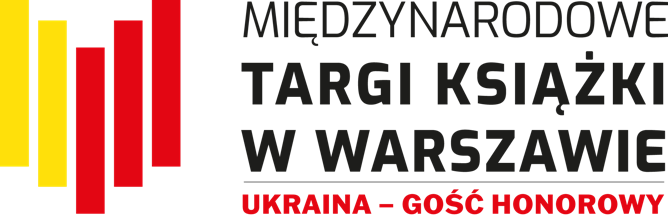 MIĘDZYNARODOWE
TARGI KSIĄŻKI
W WARSZAWIE
UKRAINA – GOŚĆ HONOROWY